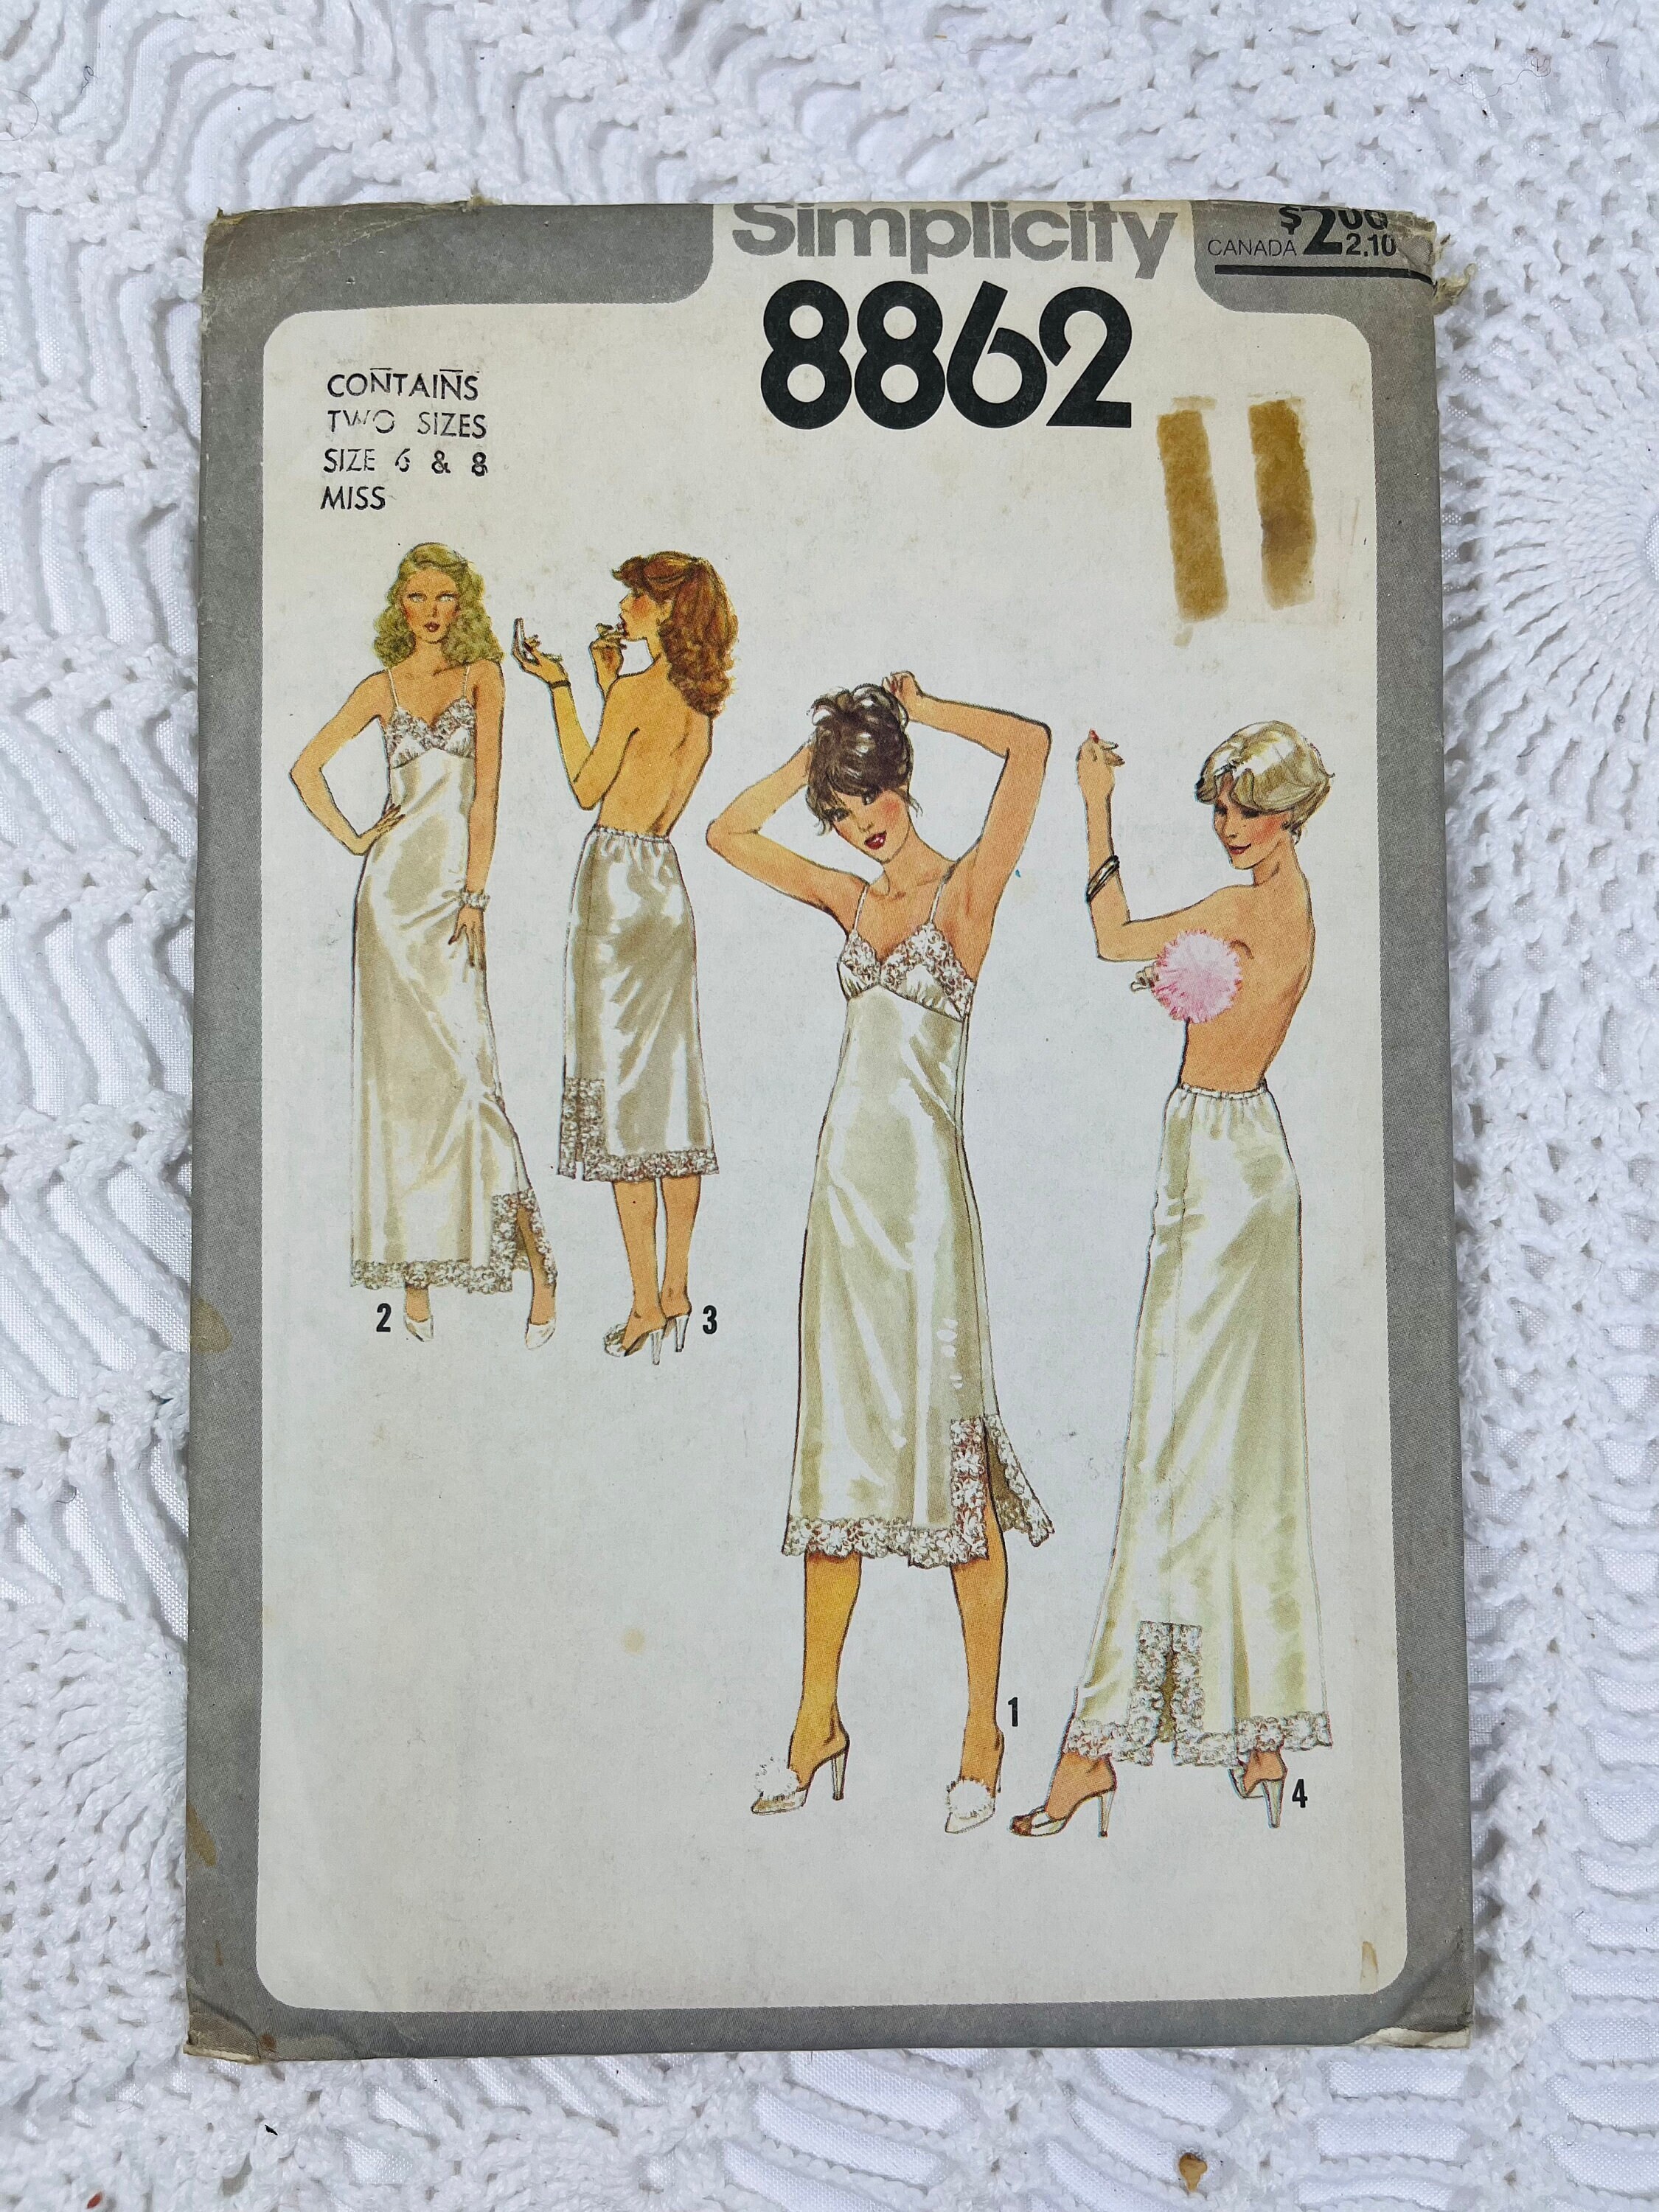 Simplicity
$2.00
CANADA 2.10
8862
CONTAINS
TWO SIZES
SIZE 6 & 8
MISS
2
3
1
4